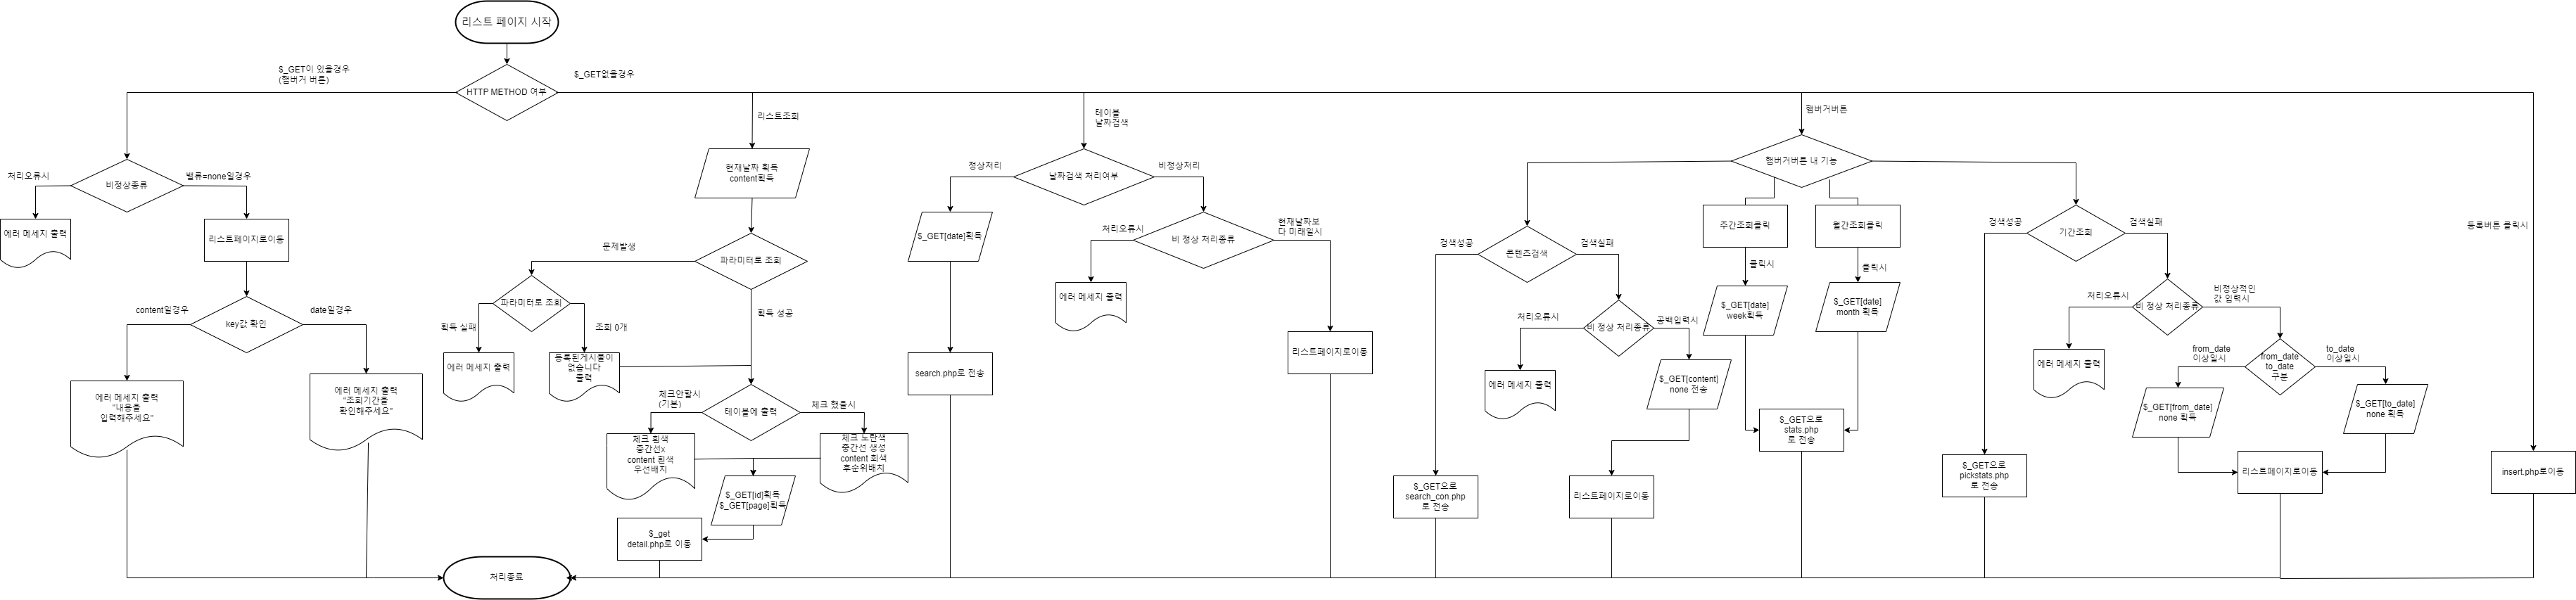 리스트 페이지 시작
$_GET이 있을경우
(햄버거 버튼)
$_GET없을경우
HTTP METHOD 여부
처리오류시
비정상종류
밸류=none일경우
에러 메세지 출력
리스트페이지로이동
content일경우
key값 확인
date일경우
에러 메세지 출력
"내용을
입력해주세요"
에러 메세지 출력
"조회기간을
확인해주세요"
리스트조회
현재날짜 획득
content획득
문제발생
파라미터로 조회
파라미터로 조회
획득 성공
획득 실패
조회 0개
에러 메세지 출력
등록된게시물이
없습니다
출력
체크안할시
(기본)
테이블에 출력
체크 했을시
체크 흰색
중간선x
content 흰색
우선배치
체크 노란색
중간선 생성
content 회색
후순위배치
$_GET[id]획득
$_GET[page]획득
$_get
detail.php로 이동
처리종료
테이블
날짜검색
정상처리
날짜검색 처리여부
비정상처리
$_GET[date]획득
처리오류시
비 정상 처리종류
현재날짜보
다 미래일시
에러 메세지 출력
search.php로 전송
리스트페이지로이동
햄버거버튼
햄버거버튼 내 기능
검색성공
콘텐츠검색
검색실패
처리오류시
비 정상 처리종류
공백입력시
에러 메세지 출력
$_GET[content]
none 전송
$_GET으로
search_con.php
로 전송
리스트페이지로이동
주간조회클릭
월간조회클릭
클릭시
클릭시
$_GET[date]
week획득
$_GET[date]
month 획득
$_GET으로
stats.php
로 전송
검색성공
기간조회
검색실패
처리오류시
비 정상 처리종류
비정상적인
값 입력시
에러 메세지 출력
from_date
이상일시
from_date
to_date
구분
to_date
이상일시
$_GET[from_date]
none 획득
$_GET[to_date]
none 획득
$_GET으로
pickstats.php
로 전송
리스트페이지로이동
등록버튼 클릭시
insert.php로이동